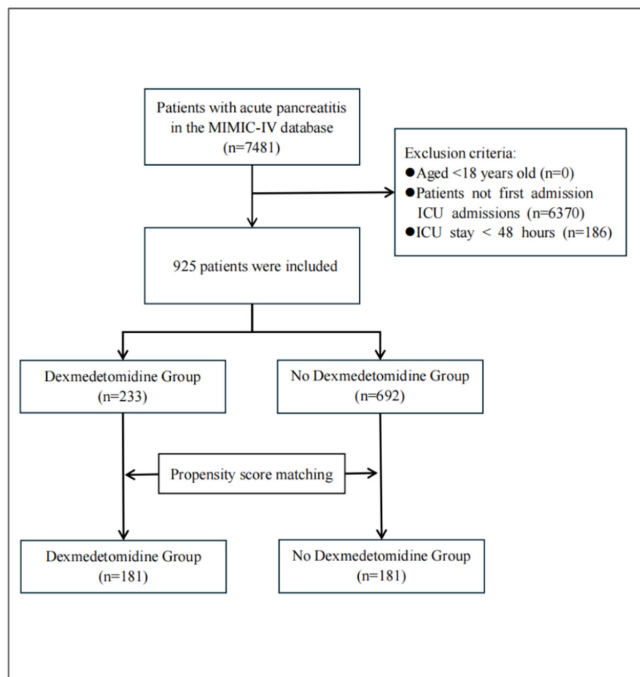 Patients with acute pancreatitis
in the MIMIC-IV database
(n=7481)
Exclusion criteria:
●Aged <18 years old (n=0)
●Patients not first admission
ICU admissions (n=6370)
●ICU stay < 48 hours (n=186)
925 patients were included
Dexmedetomidine Group
(n=233)
No Dexmedetomidine Group
(n=692)
Propensity score matching
Dexmedetomidine Group
(n=181)
No Dexmedetomidine Group
(n=181)